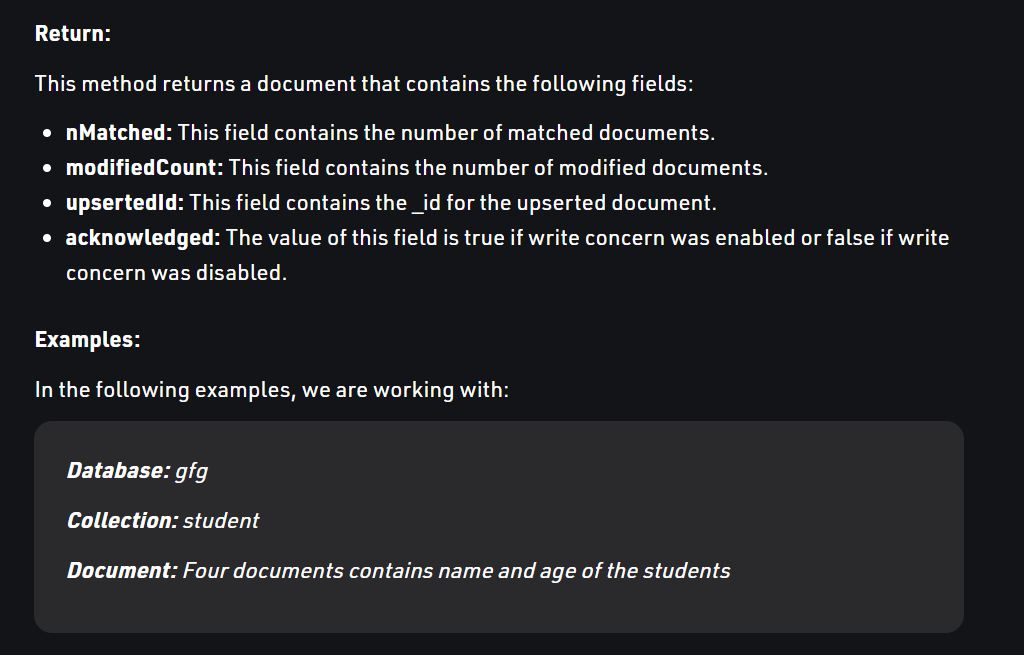 Return:
This method returns a document that contains the following fields:
• nMatched: This field contains the number of matched documents.
• modifiedCount: This field contains the number of modified documents.
• upsertedId: This field contains the _id for the upserted document.
• acknowledged: The value of this field is true if write concern was enabled or false if write
concern was disabled.
Examples:
In the following examples, we are working with:
Database: gfg
Collection: student
Document: Four documents contains name and age of the students